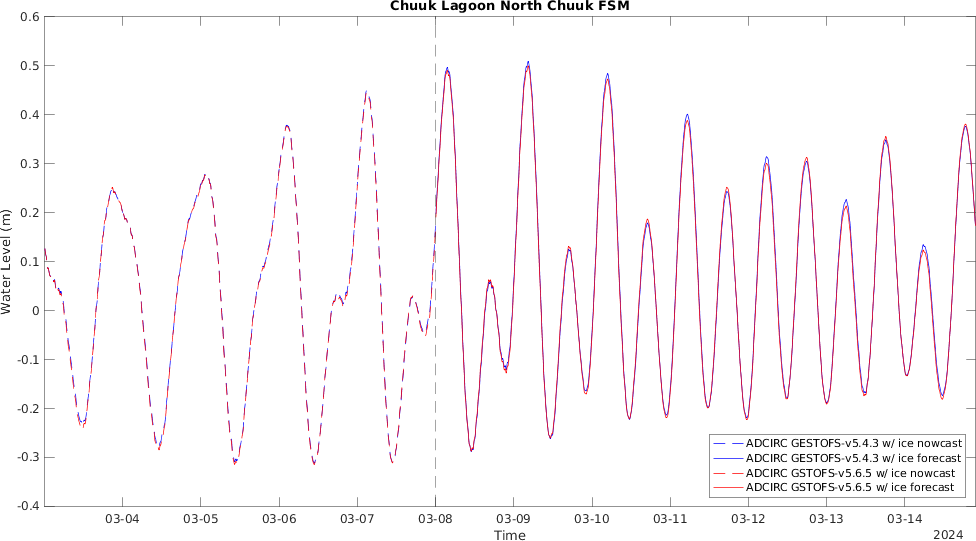 Chuuk Lagoon North Chuuk FSM
0.6
0.5
0.4
0.3
0.2
0.1
0
-0.1
-0.2
-0.3
-0.4
Water Level (m)
ADCIRC GESTOFS-v5.4.3 w/ ice nowcast
ADCIRC GESTOFS-v5.4.3 w/ ice forecast
ADCIRC GSTOFS-v5.6.5 w/ ice nowcast
ADCIRC GSTOFS-v5.6.5 w/ ice forecast
03-04 03-05 03-06 03-07 03-08 03-09 03-10 03-11 03-12 03-13 03-14
Time
2024